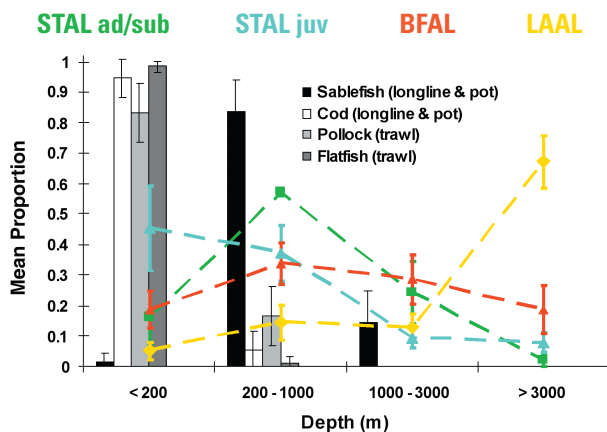 STAL ad/sub STAL juv BFAL LAAL
1
0.9
0.8
0.7
0.6
0.5
0.4
0.3
0.2
0.1
0
Mean Proportion
Sablefish (longline & pot)
Cod (longline & pot)
Pollock (trawl)
Flatfish (trawl)
< 200 200 - 1000 1000 - 3000 > 3000
Depth (m)